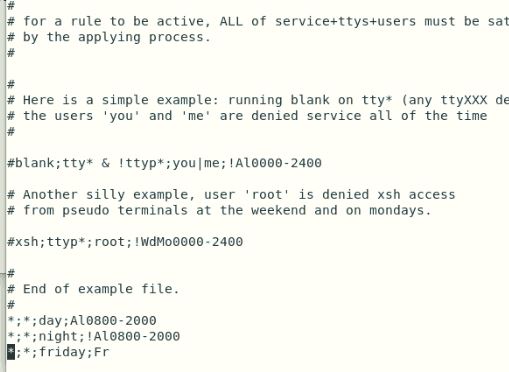 #
# for a rule to be active, ALL of service+ttys+users must be
# by the applying process.
#
#
# Here is a simple example: running blank on tty* (any ttyXXX
# the users 'you' and 'me' are denied service all of the time
#
#blank;tty* & !ttyp*;you|me;!Al0000-2400
# Another silly example, user 'root' is denied xsh access
# from pseudo terminals at the weekend and on mondays.
#xsh;ttyp*;root;!WdMo0000-2400
#
# End of example file.
#
*;*;day;Al0800-2000
*;*;night;!Al0800-2000
*;*;friday;Fr